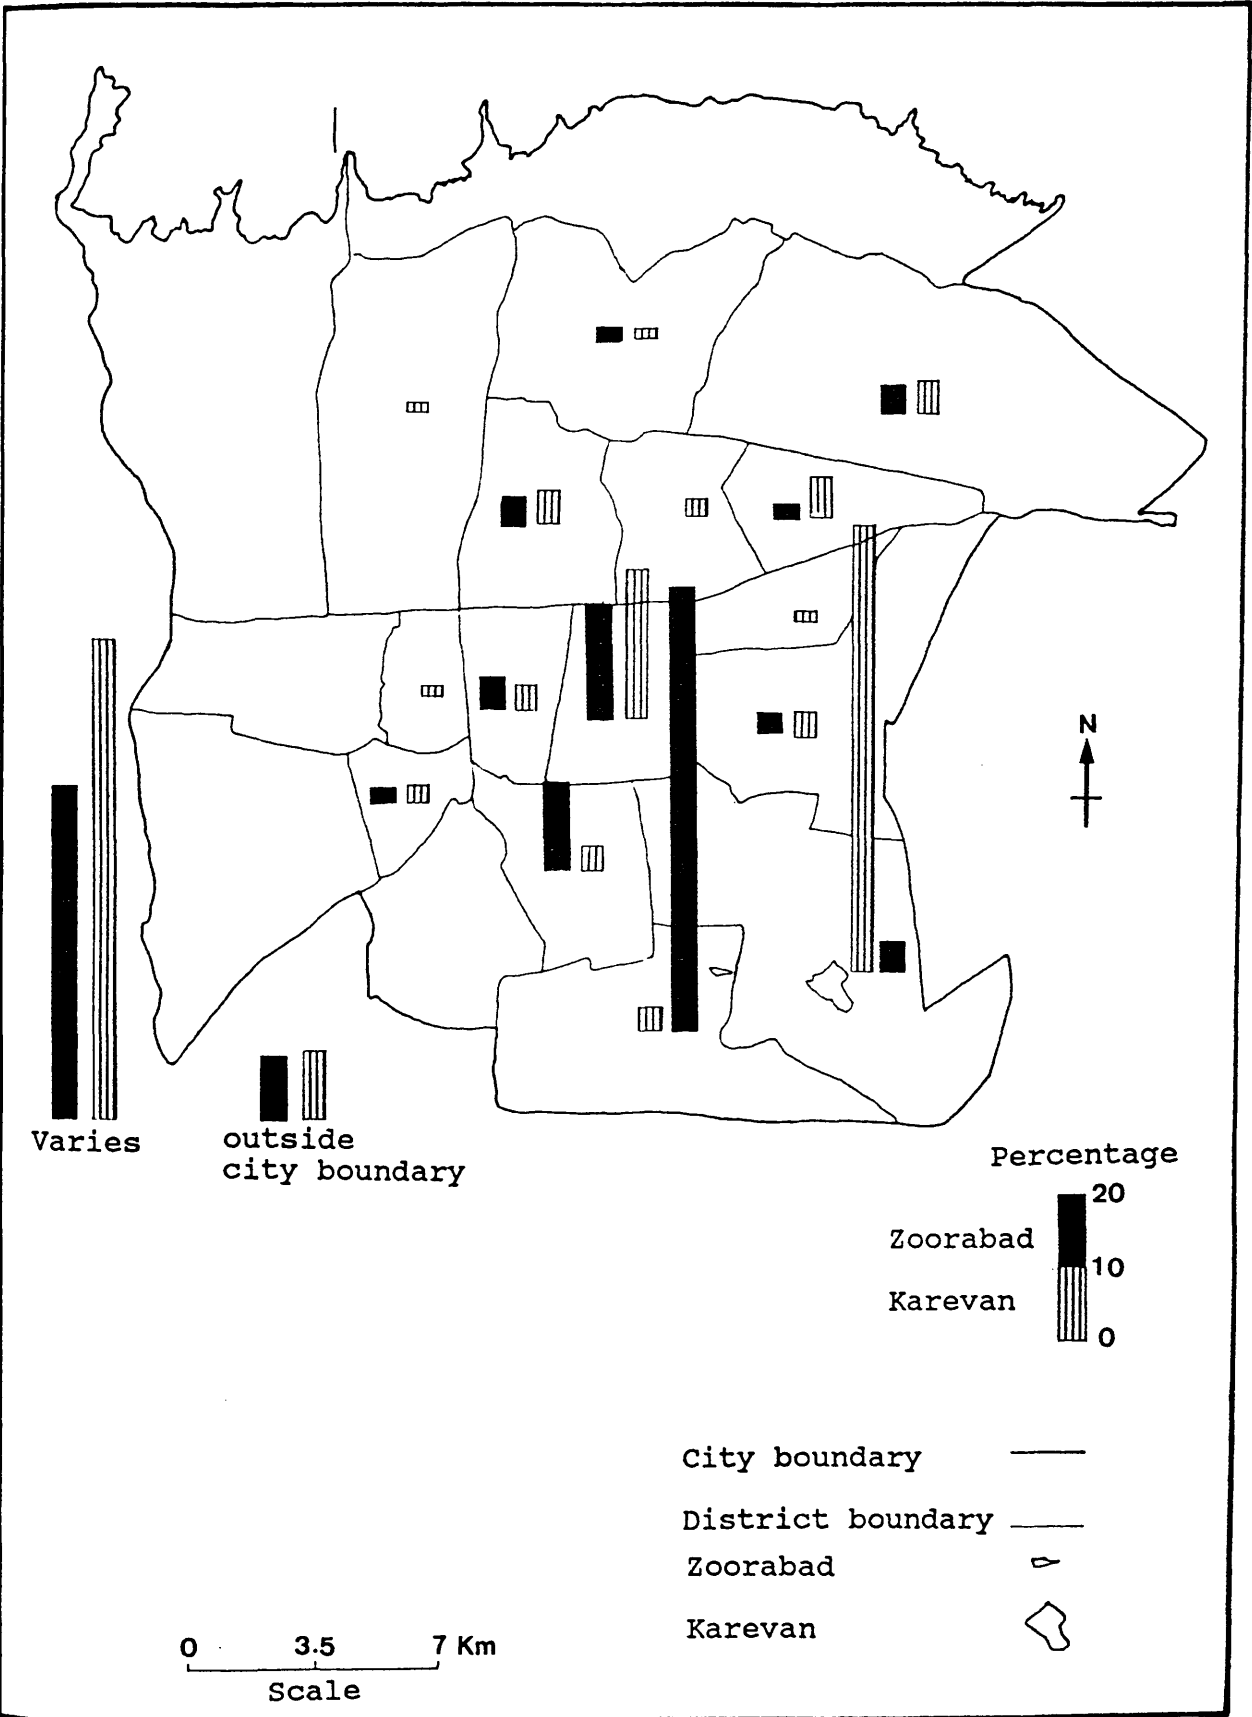 N
Varies
outside
city boundary
Percentage
20
Zoorabad
10
Karevan
0
City boundary
District boundary
Zoorabad
Karevan
0 3.5 7 Km
Scale